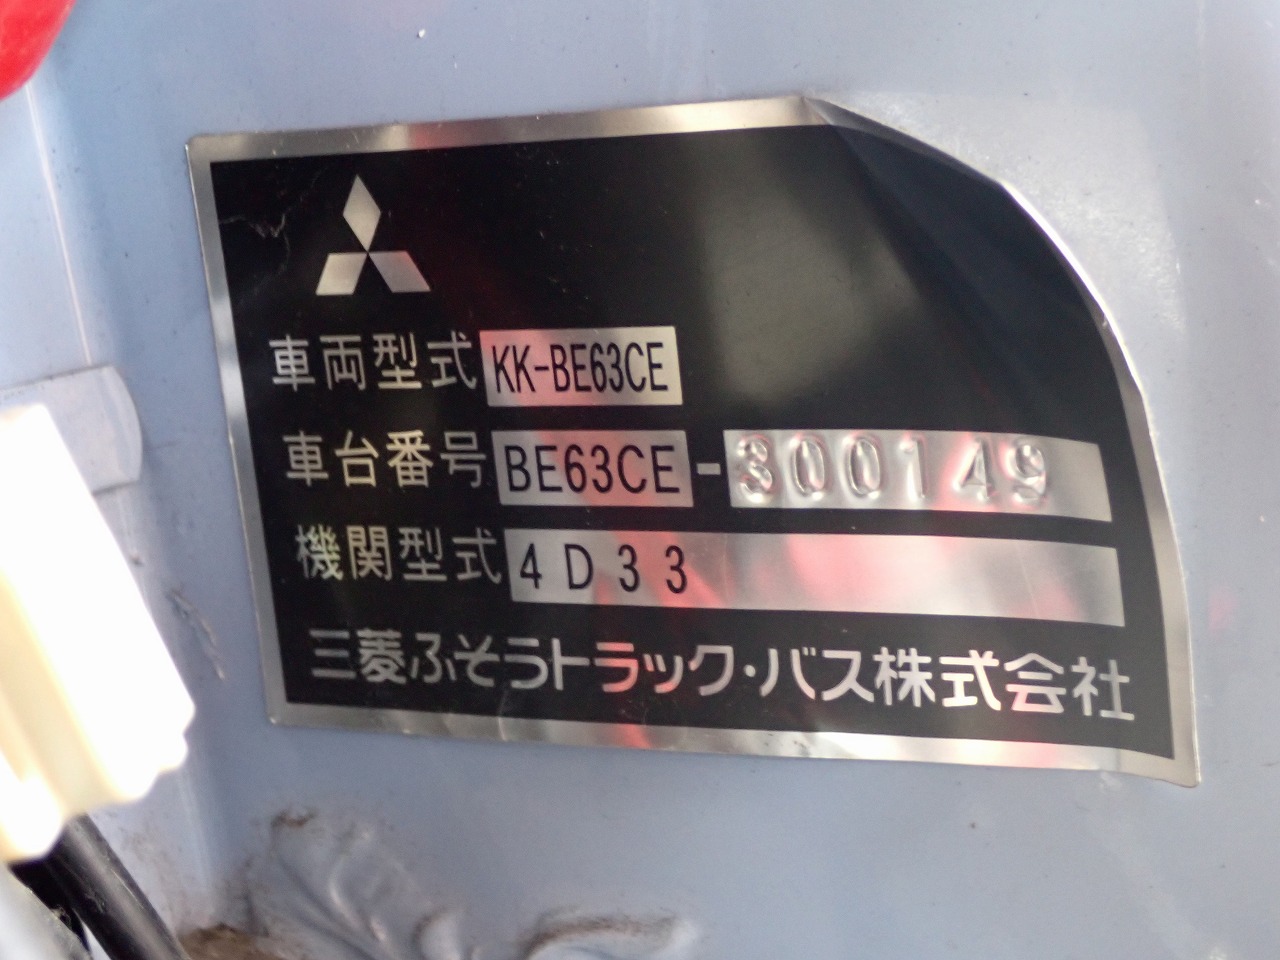 車両型式 KK-BE63CE
車台番号 BE63CE-300149
機関型式 4D33
三菱ふそうトラック・バス株式会社